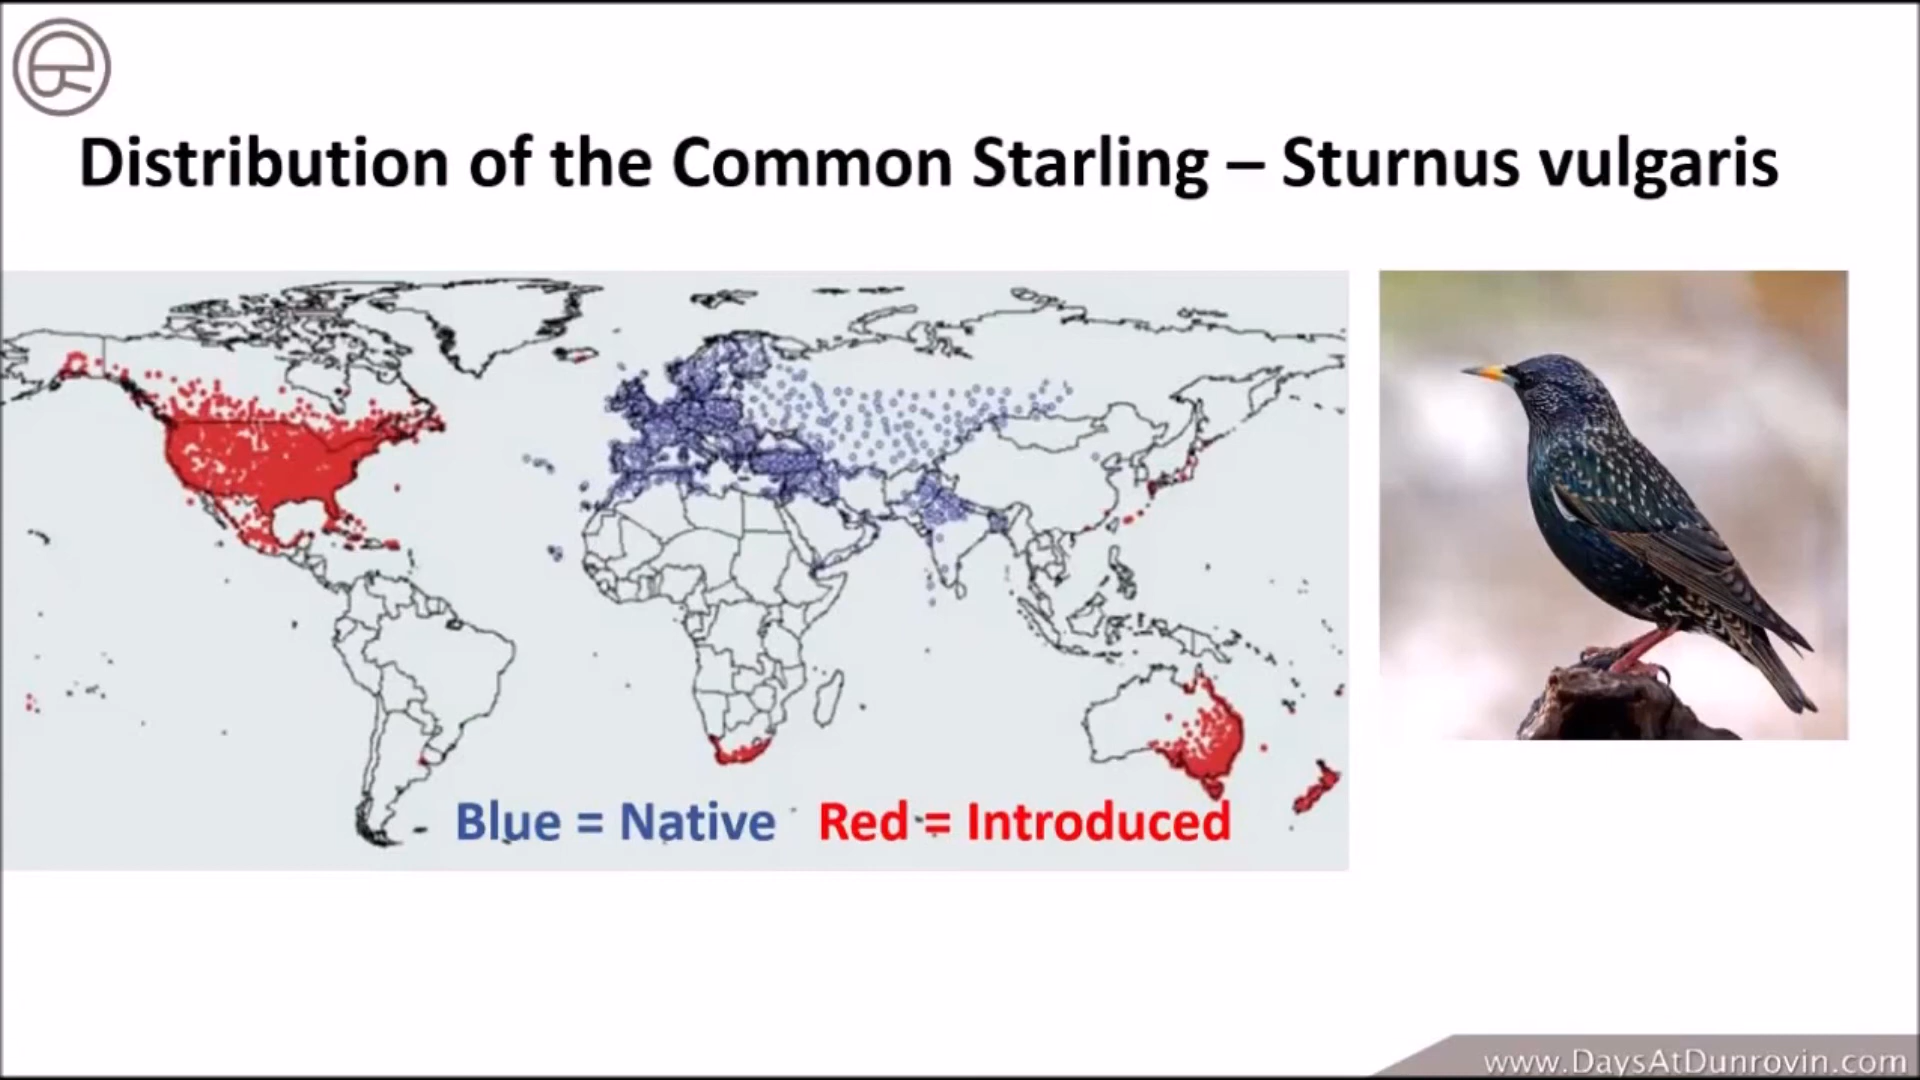 Distribution of the Common Starling – Sturnus vulgaris
Blue = Native Red = Introduced
www.DaysAtDunrovin.com